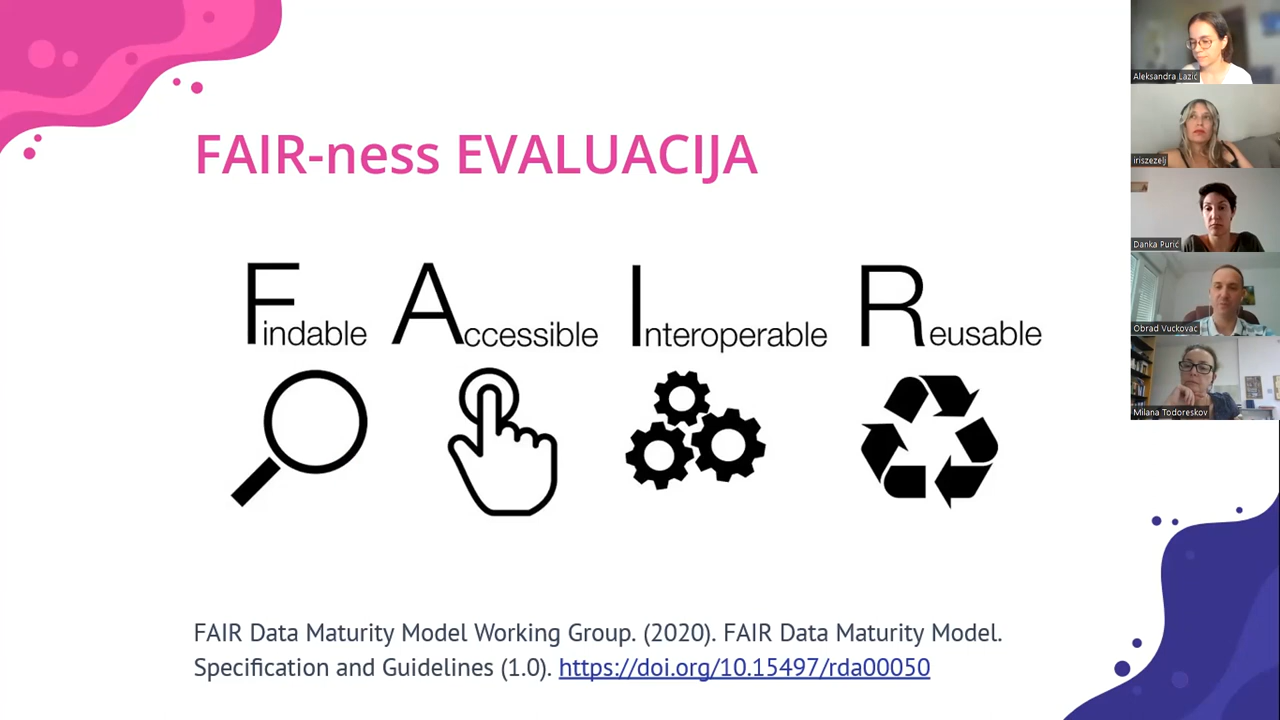 FAIR-ness EVALUACIJA
Findable Accessible Interoperable Reusable
FAIR Data Maturity Model Working Group. (2020). FAIR Data Maturity Model.
Specification and Guidelines (1.0). https://doi.org/10.15497/rda00050
Aleksandra Lazić
iriszezelj
Danka Purić
Obrad Vuckovac
Milana Todoreskov